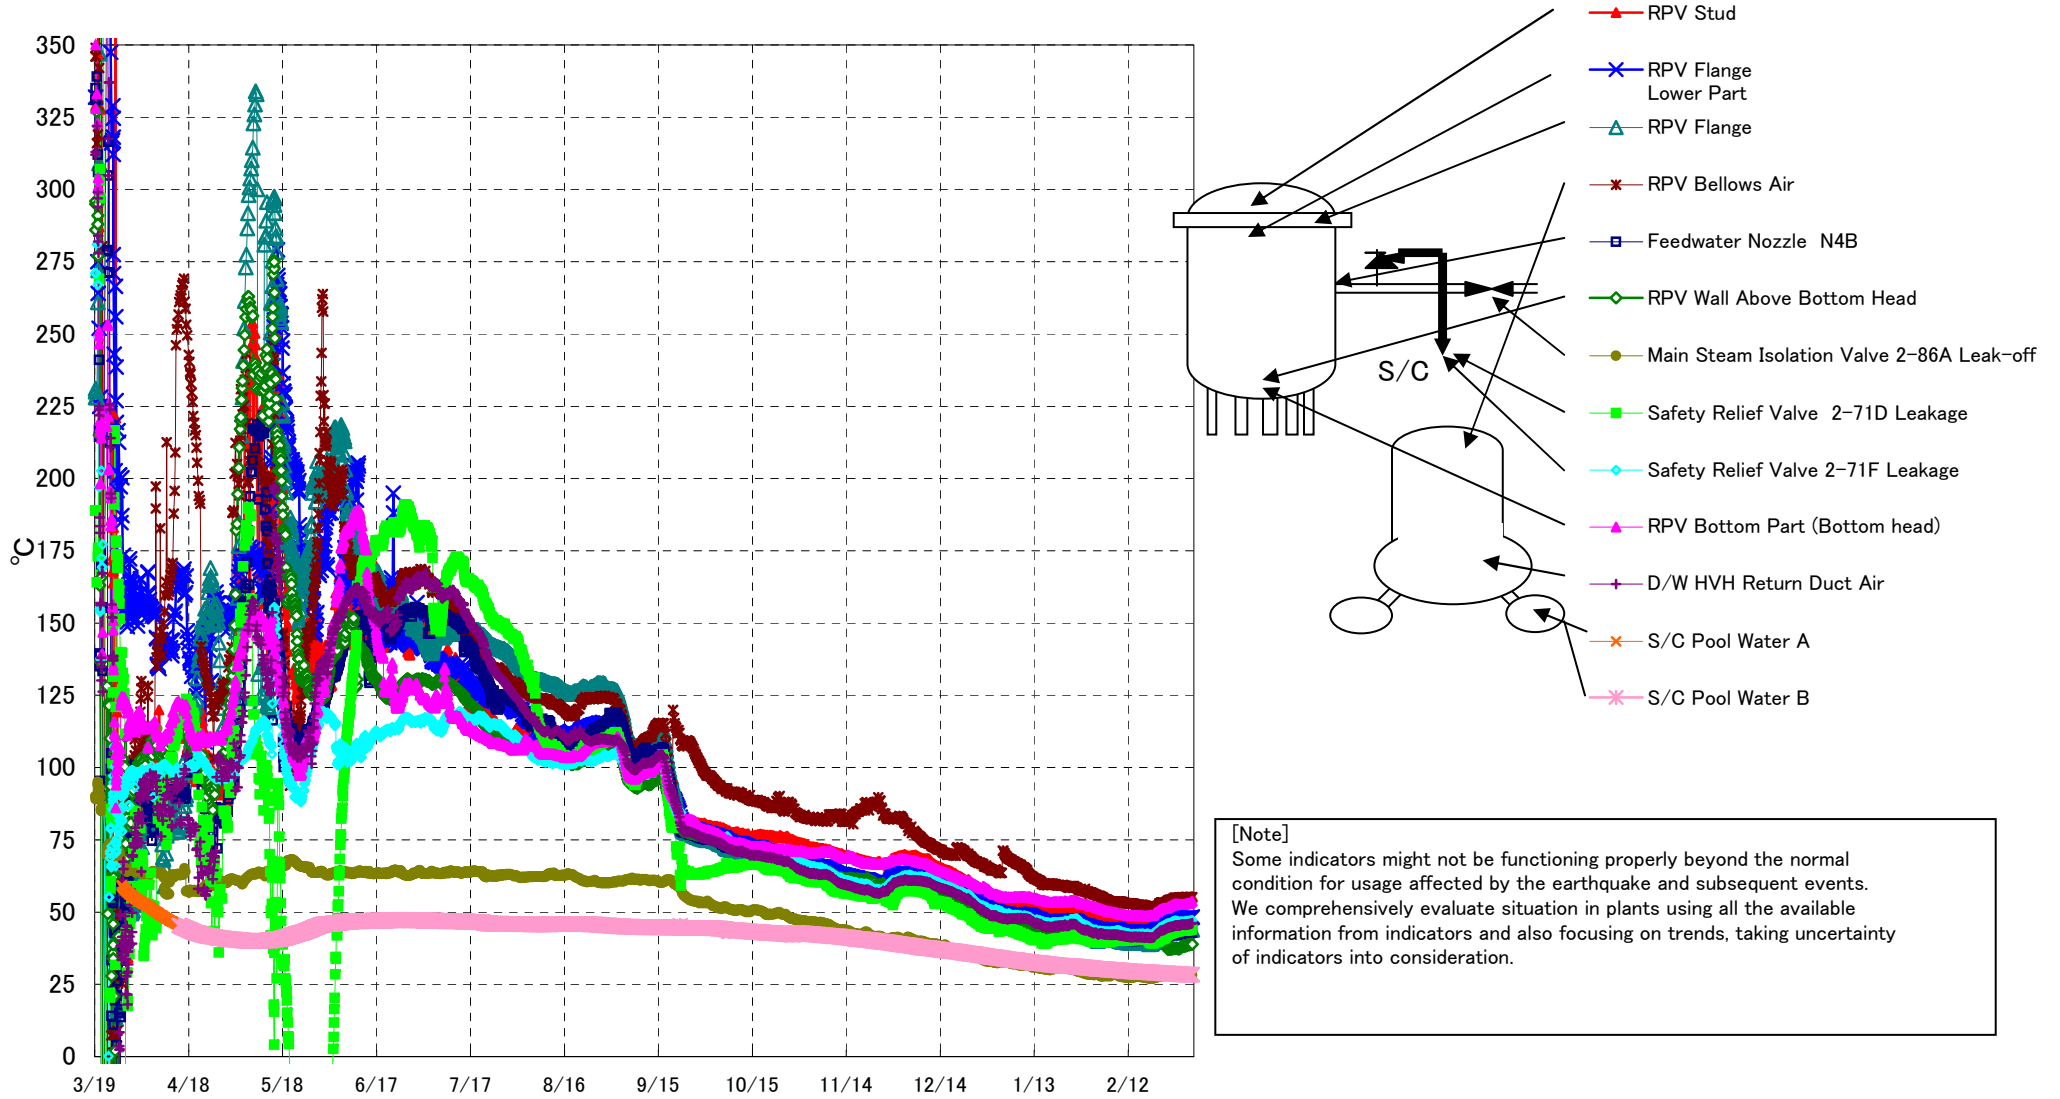 350
325
300
275
250
225
200
175
150
125
100
75
50
25
0
℃
3/19
4/18
5/18
6/17
7/17
8/16
9/15
10/15
11/14
12/14
1/13
2/12
S/C
RPV Stud
RPV Flange
Lower Part
RPV Flange
RPV Bellows Air
Feedwater Nozzle N4B
RPV Wall Above Bottom Head
Main Steam Isolation Valve 2-86A Leak-off
Safety Relief Valve 2-71D Leakage
Safety Relief Valve 2-71F Leakage
RPV Bottom Part (Bottom head)
D/W HVH Return Duct Air
S/C Pool Water A
S/C Pool Water B
[Note]
Some indicators might not be functioning properly beyond the normal
condition for usage affected by the earthquake and subsequent events.
We comprehensively evaluate situation in plants using all the available
information from indicators and also focusing on trends, taking uncertainty
of indicators into consideration.